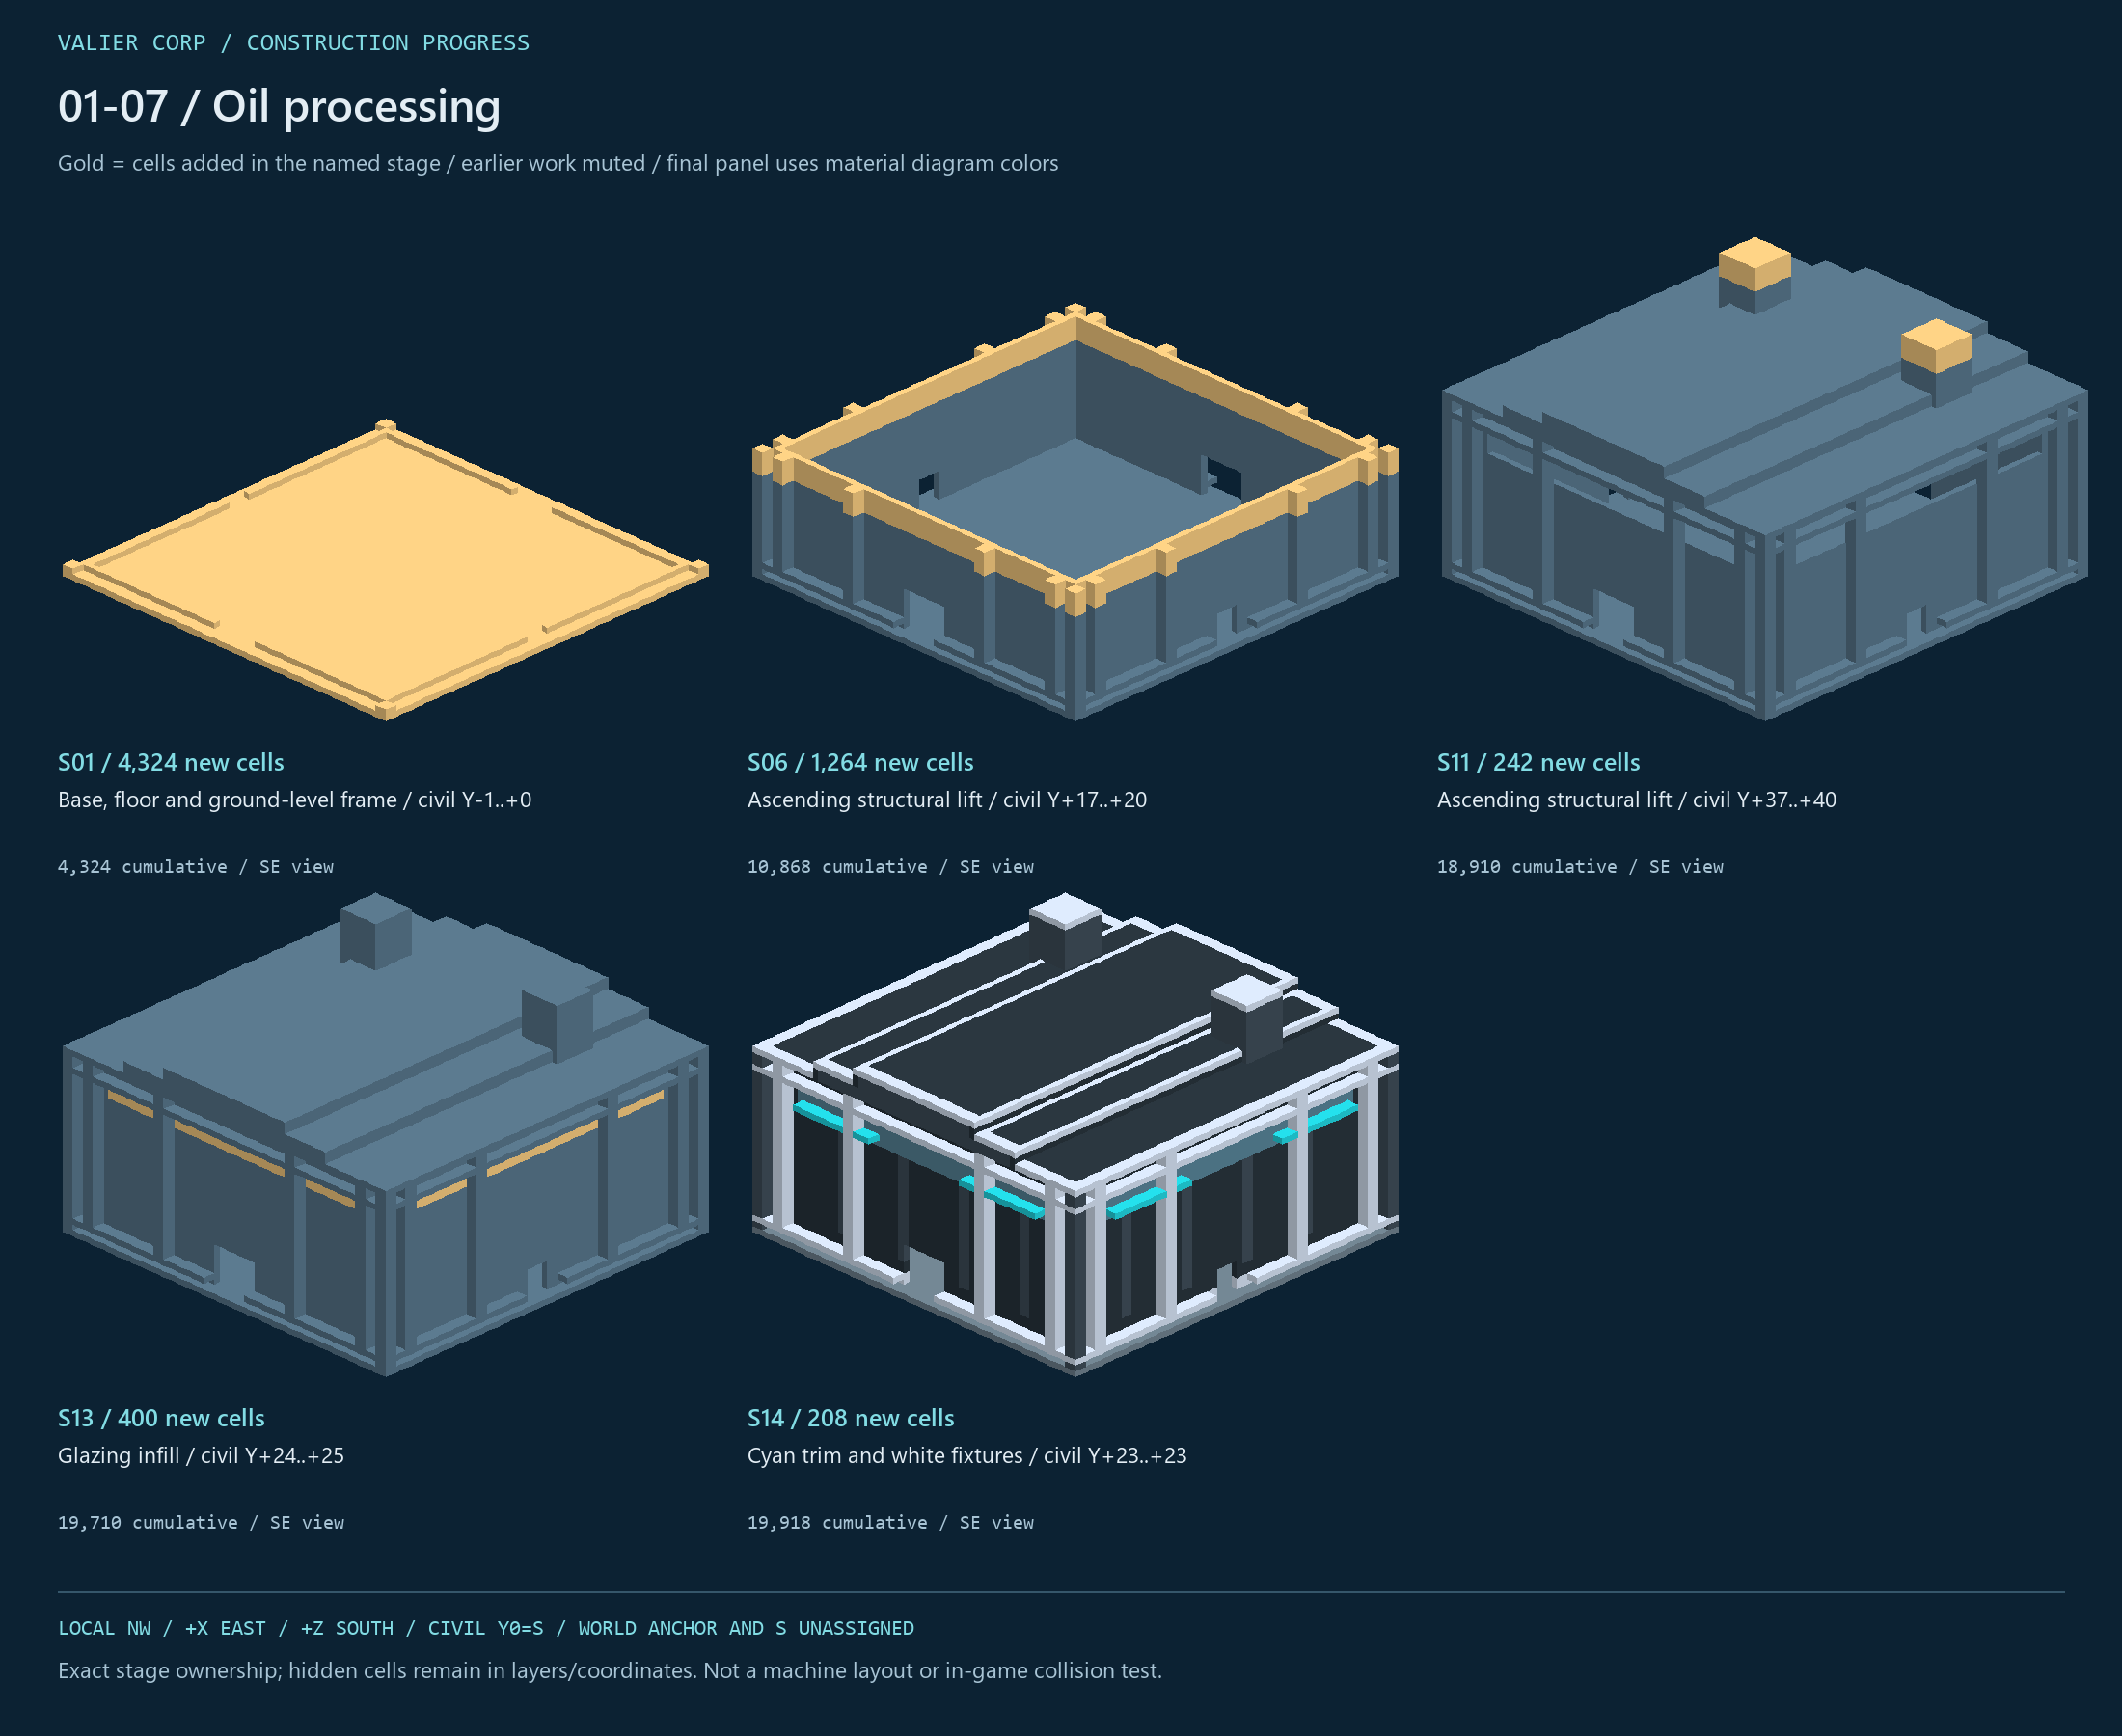 VALIER CORP / CONSTRUCTION PROGRESS
01-07 / Oil processing
Gold = cells added in the named stage / earlier work muted / final panel uses material diagram colors
S01 / 4,324 new cells
Base, floor and ground-level frame / civil Y-1..+0
4,324 cumulative / SE view
S06 / 1,264 new cells
Ascending structural lift / civil Y+17..+20
10,868 cumulative / SE view
S11 / 242 new cells
Ascending structural lift / civil Y+37..+40
18,910 cumulative / SE view
S13 / 400 new cells
Glazing infill / civil Y+24..+25
19,710 cumulative / SE view
S14 / 208 new cells
Cyan trim and white fixtures / civil Y+23..+23
19,918 cumulative / SE view
LOCAL NW / +X EAST / +Z SOUTH / CIVIL Y0=S / WORLD ANCHOR AND S UNASSIGNED
Exact stage ownership; hidden cells remain in layers/coordinates. Not a machine layout or in-game collision test.